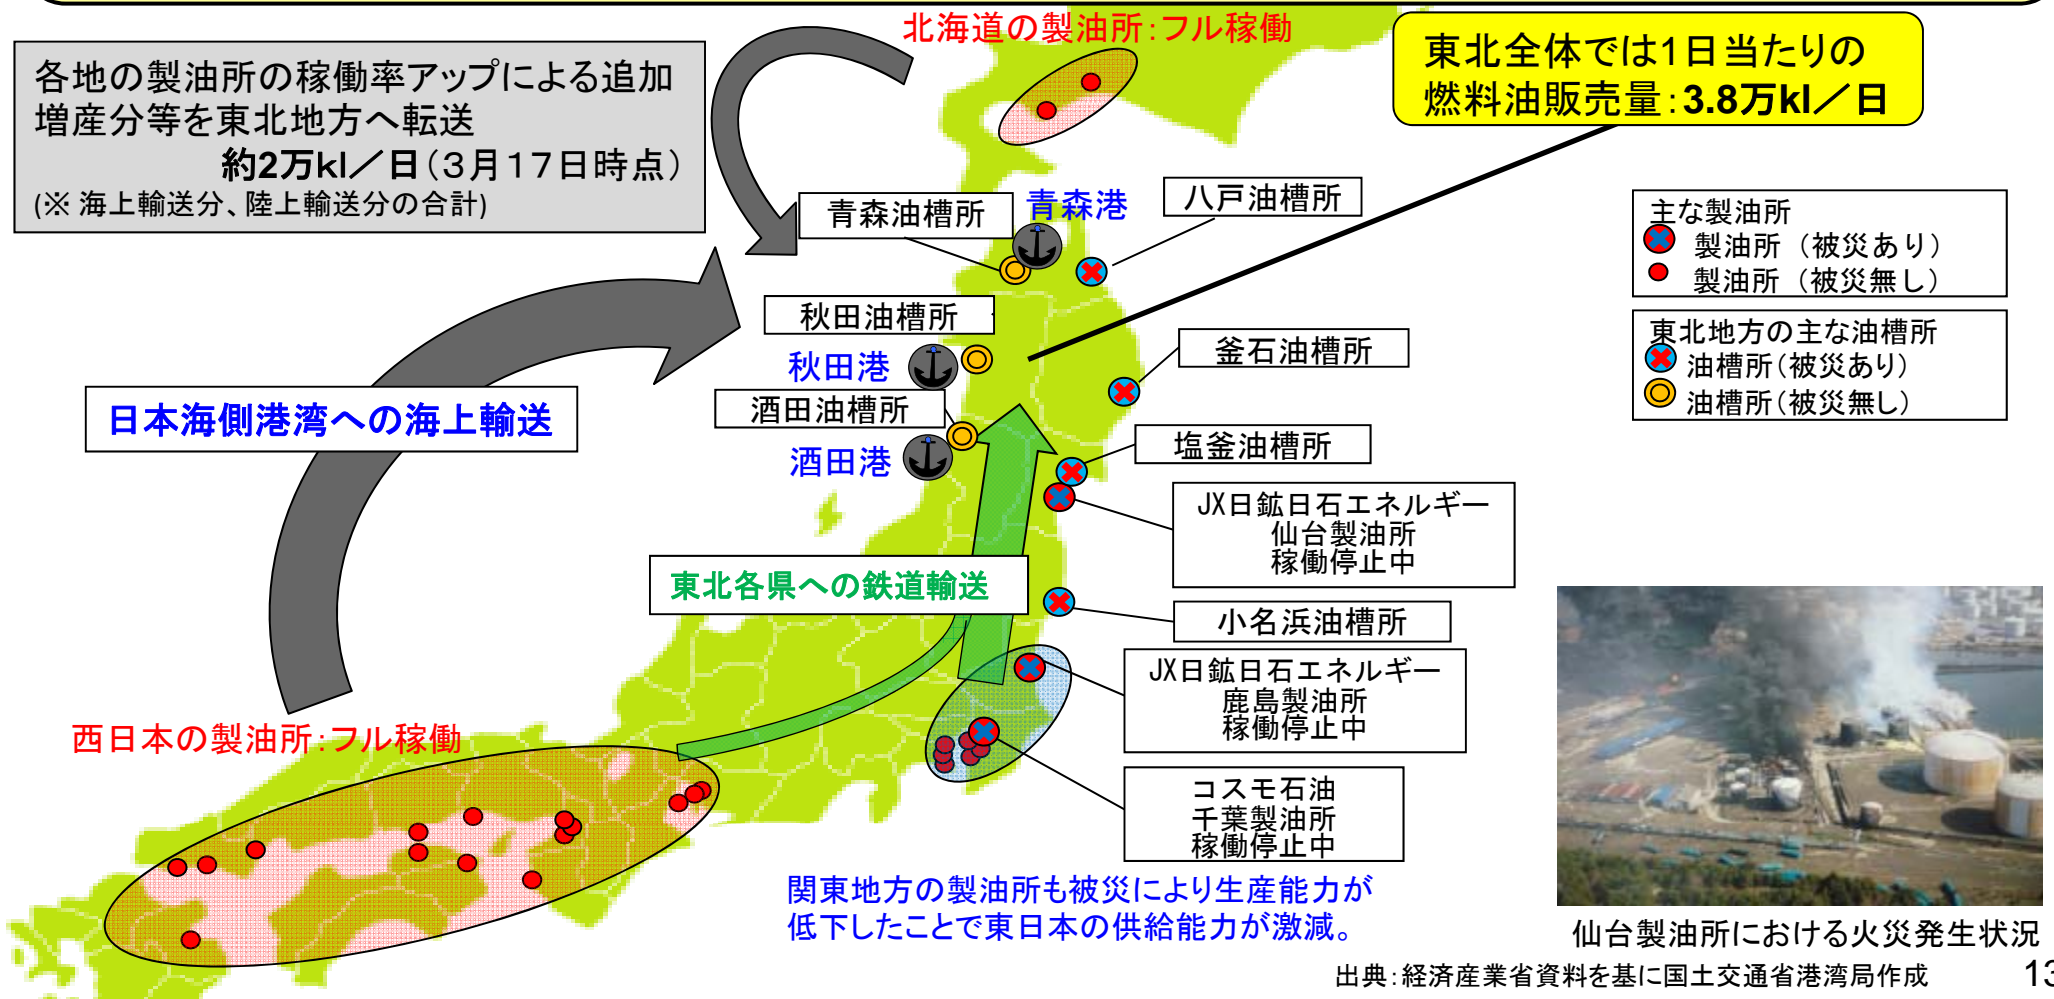 北海道の製油所：フル稼働
各地の製油所の稼働率アップによる追加
増産分等を東北地方へ転送
約2万kl／日（３月１７日時点）
(※ 海上輸送分、陸上輸送分の合計)
東北全体では1日当たりの
燃料油販売量：3.8万kl／日
青森油槽所
青森港
八戸油槽所
主な製油所
製油所（被災あり）
製油所（被災無し）
東北地方の主な油槽所
油槽所（被災あり）
油槽所（被災無し）
秋田油槽所
秋田港
釜石油槽所
酒田油槽所
酒田港
塩釜油槽所
日本海側港湾への海上輸送
JX日鉱日石エネルギー
仙台製油所
稼働停止中
東北各県への鉄道輸送
小名浜油槽所
JX日鉱日石エネルギー
鹿島製油所
稼働停止中
西日本の製油所：フル稼働
コスモ石油
千葉製油所
稼働停止中
関東地方の製油所も被災により生産能力が
低下したことで東日本の供給能力が激減。
仙台製油所における火災発生状況
出典：経済産業省資料を基に国土交通省港湾局作成
13